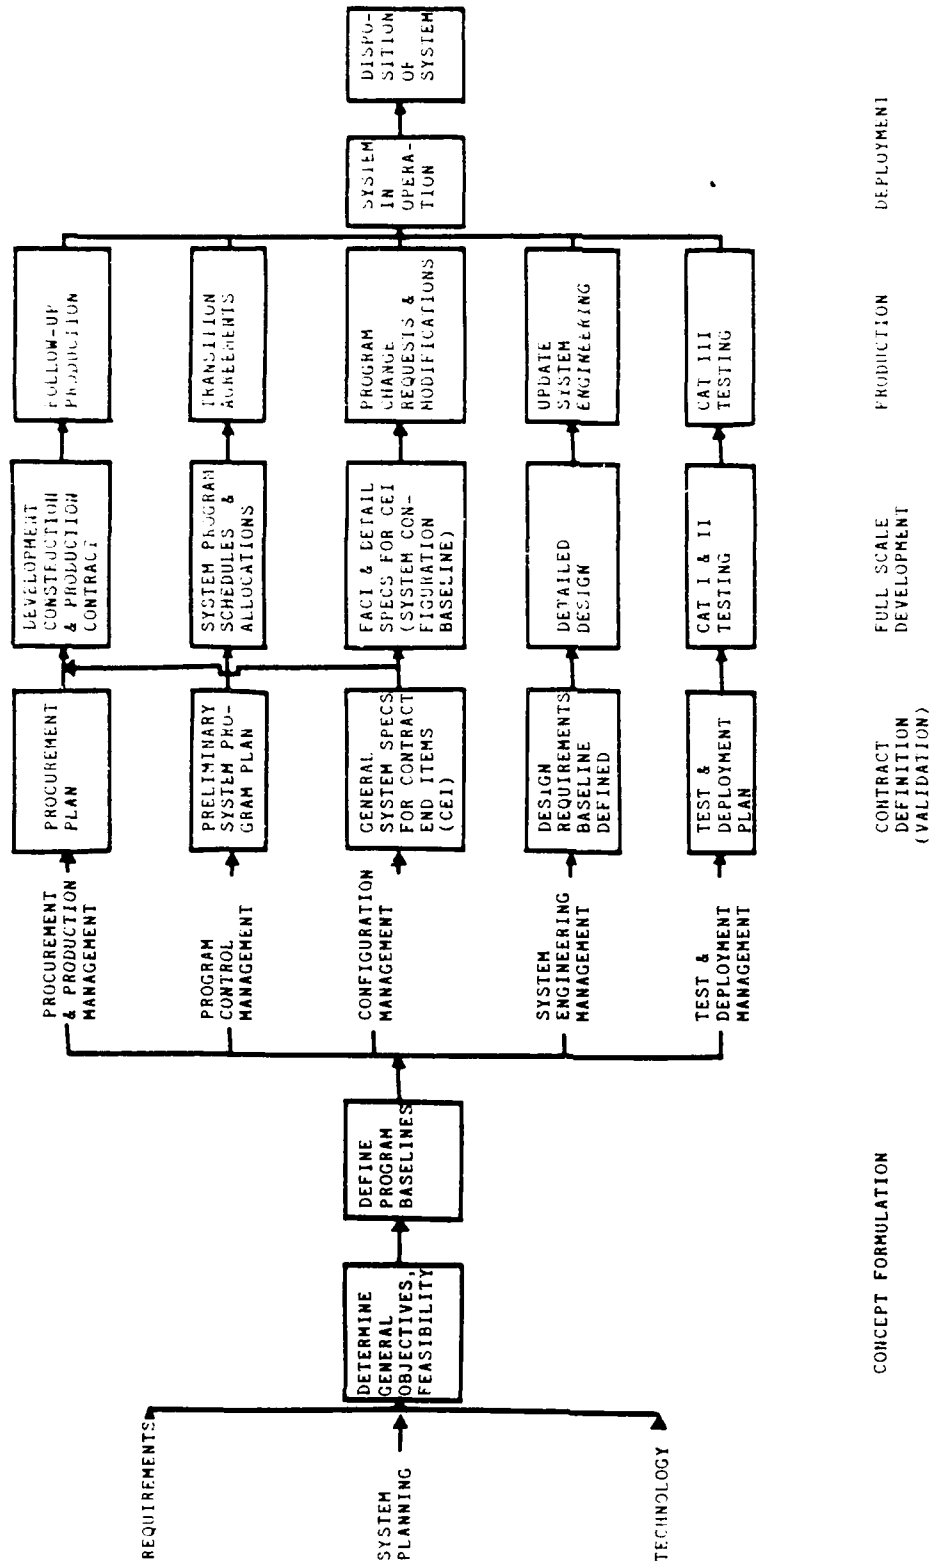 REQUIREMENTS
SYSTEM
PLANNING
TECHNOLOGY
DETERMINE
GENERAL
OBJECTIVES,
FEASIBILITY
DEFINE
PROGRAM
BASELINES
PROCUREMENT
& PRODUCTION
MANAGEMENT
PROCUREMENT
PLAN
DEVELOPMENT
CONSTRUCTION
& PRODUCTION
CONTRACT
FOLLOW-UP
PRODUCTION
PROGRAM
CONTROL
MANAGEMENT
PRELIMINARY
SYSTEM PRO-
GRAM PLAN
SYSTEM PROGRAM
SCHEDULES &
ALLOCATIONS
TRANSITION
AGREEMENTS
CONFIGURATION
MANAGEMENT
GENERAL
SYSTEM SPECS
FOR CONTRACT
END ITEMS
(CEI)
FACI & DETAIL
SPECS FOR CEI
(SYSTEM CON-
FIGURATION
BASELINE)
PROGRAM
CHANGE
REQUESTS &
MODIFICATIONS
SYSTEM
ENGINEERING
MANAGEMENT
DESIGN
REQUIREMENTS
BASELINE
DEFINED
DETAILED
DESIGN
UPDATE
SYSTEM
ENGINEERING
TEST &
DEPLOYMENT
MANAGEMENT
TEST &
DEPLOYMENT
PLAN
CAT I & II
TESTING
CAT III
TESTING
SYSTEM
IN
OPERA-
TION
DISPO-
SITION
OF
SYSTEM
CONCEPT FORMULATION
CONTRACT
DEFINITION
(VALIDATION)
FULL SCALE
DEVELOPMENT
PRODUCTION
DEPLOYMENT